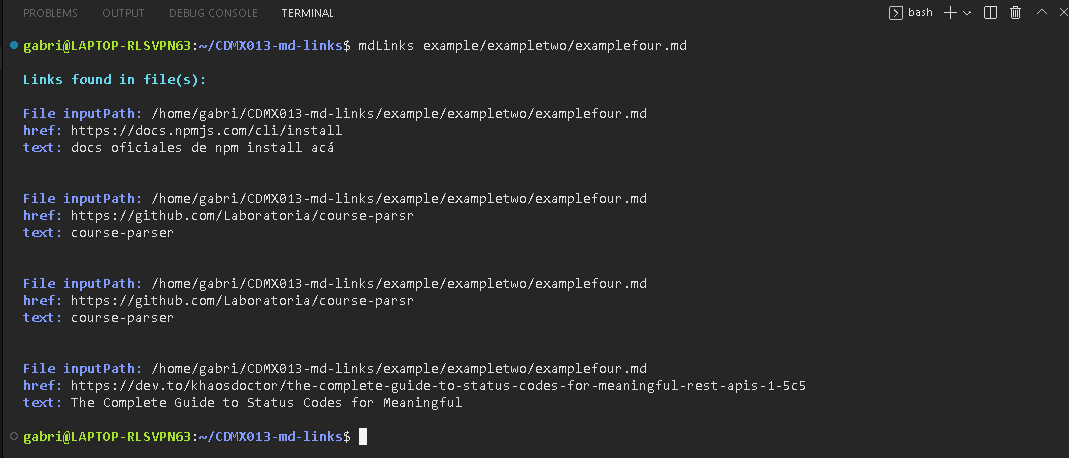 PROBLEMS OUTPUT DEBUG CONSOLE TERMINAL bash
gabri@LAPTOP-RLSVPN63:~/CDMX013-md-links$ mdLinks example/exampletwo/examplefour.md
Links found in file(s):
File inputPath: /home/gabri/CDMX013-md-links/example/exampletwo/examplefour.md
href: https://docs.npmjs.com/cli/install
text: docs oficiales de npm install acá
File inputPath: /home/gabri/CDMX013-md-links/example/exampletwo/examplefour.md
href: https://github.com/Laboratoria/course-parsr
text: course-parser
File inputPath: /home/gabri/CDMX013-md-links/example/exampletwo/examplefour.md
href: https://github.com/Laboratoria/course-parsr
text: course-parser
File inputPath: /home/gabri/CDMX013-md-links/example/exampletwo/examplefour.md
href: https://dev.to/khaosdoctor/the-complete-guide-to-status-codes-for-meaningful-rest-apis-1-5c5
text: The Complete Guide to Status Codes for Meaningful
gabri@LAPTOP-RLSVPN63:~/CDMX013-md-links$